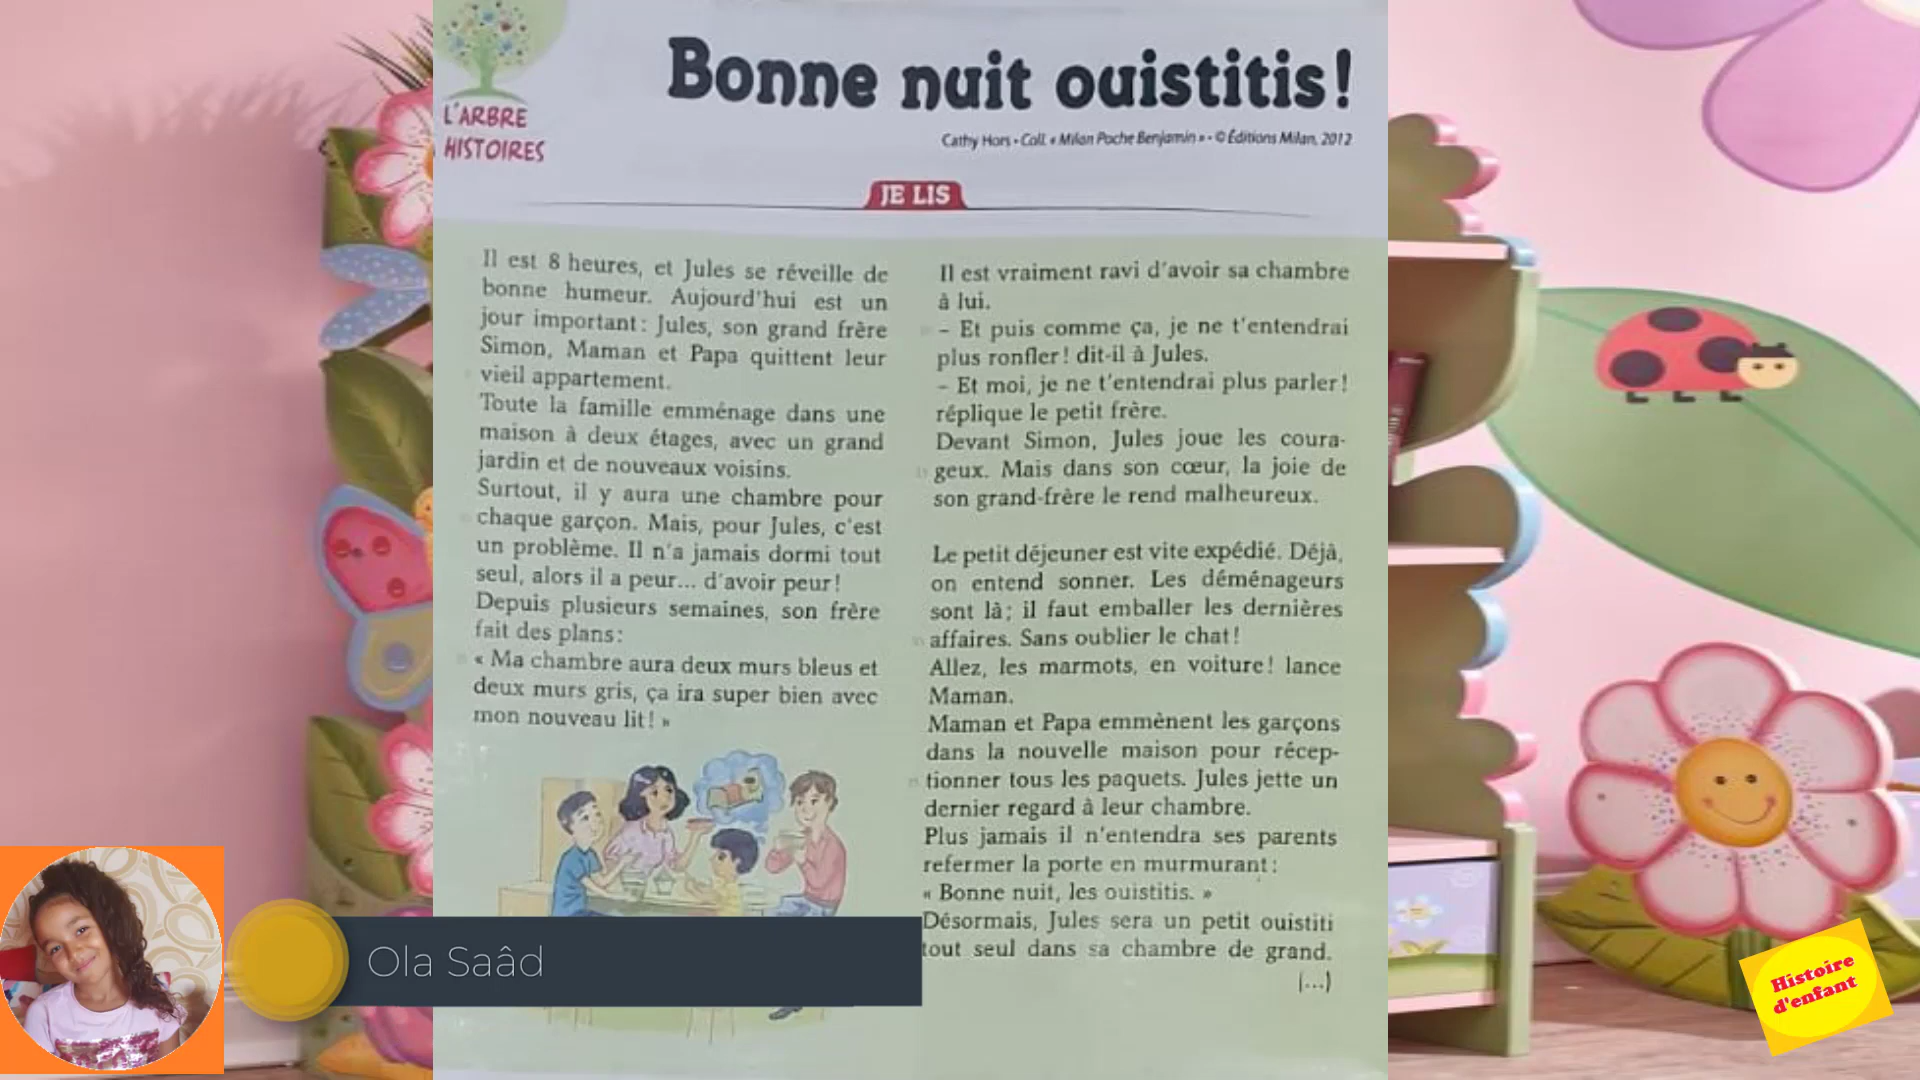 L'ARBRE
HISTOIRES
Bonne nuit ouistitis!
Cathy Hors • Coll. « Milan Poche Benjamin » • © Éditions Milan, 2012
JE LIS
Il est 8 heures, et Jules se réveille de
bonne humeur. Aujourd'hui est un
jour important: Jules, son grand frère
Simon, Maman et Papa quittent leur
vieil appartement.
Toute la famille emménage dans une
maison à deux étages, avec un grand
jardin et de nouveaux voisins.
Surtout, il y aura une chambre pour
chaque garçon. Mais, pour Jules, c'est
un problème. Il n'a jamais dormi tout
seul, alors il a peur... d'avoir peur!
Depuis plusieurs semaines, son frère
fait des plans:
« Ma chambre aura deux murs bleus et
deux murs gris, ça ira super bien avec
mon nouveau lit! »
Il est vraiment ravi d'avoir sa chambre
à lui.
– Et puis comme ça, je ne t'entendrai
plus ronfler! dit-il à Jules.
– Et moi, je ne t'entendrai plus parler!
réplique le petit frère.
Devant Simon, Jules joue les coura-
geux. Mais dans son cœur, la joie de
son grand-frère le rend malheureux.
Le petit déjeuner est vite expédié. Déjà,
on entend sonner. Les déménageurs
sont là; il faut emballer les dernières
affaires. Sans oublier le chat!
Allez, les marmots, en voiture! lance
Maman.
Maman et Papa emmènent les garçons
dans la nouvelle maison pour récep-
tionner tous les paquets. Jules jette un
dernier regard à leur chambre.
Plus jamais il n'entendra ses parents
refermer la porte en murmurant:
« Bonne nuit, les ouistitis. »
Désormais, Jules sera un petit ouistiti
tout seul dans sa chambre de grand.
(...)
Ola Saâd
Histoire
d'enfant